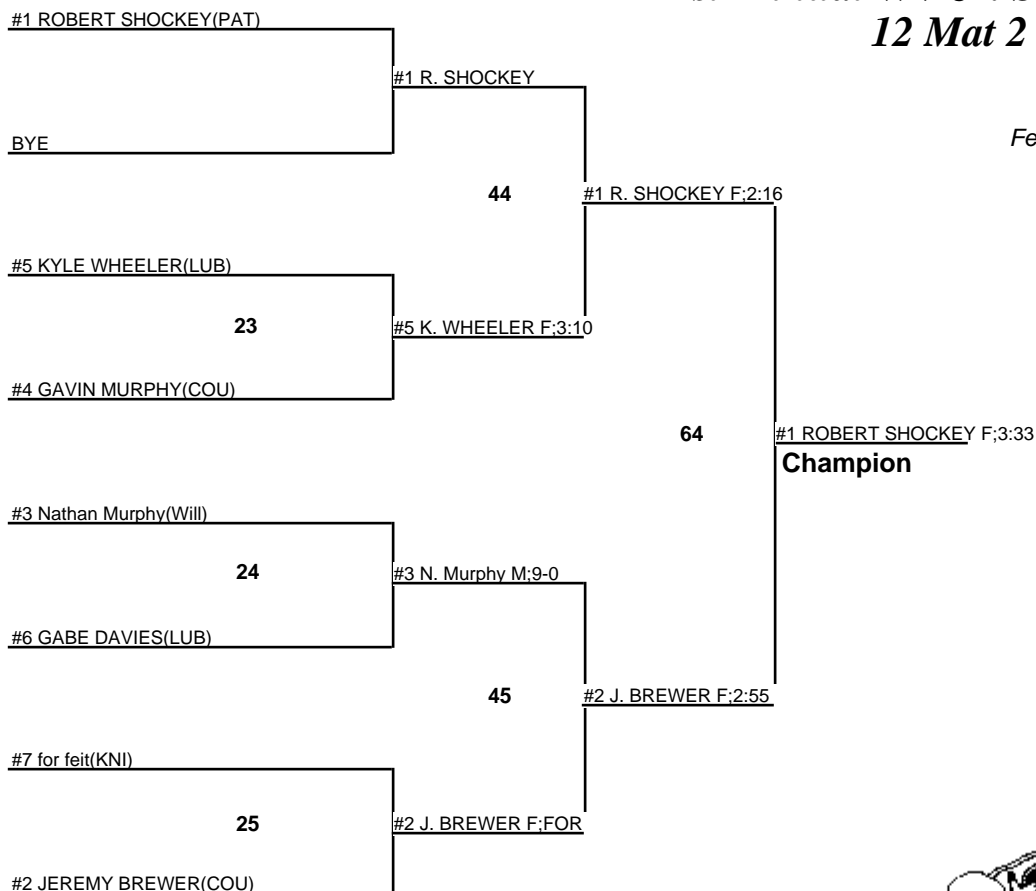 12 Mat 2
#1 ROBERT SHOCKEY(PAT)
#1 R. SHOCKEY
BYE
44
#1 R. SHOCKEY F;2:16
#5 KYLE WHEELER(LUB)
23
#5 K. WHEELER F;3:10
#4 GAVIN MURPHY(COU)
64
#1 ROBERT SHOCKEY F;3:33
Champion
#3 Nathan Murphy(Will)
24
#3 N. Murphy M;9-0
#6 GABE DAVIES(LUB)
45
#2 J. BREWER F;2:55
#7 for feit(KNI)
25
#2 J. BREWER F;FOR
#2 JEREMY BREWER(COU)